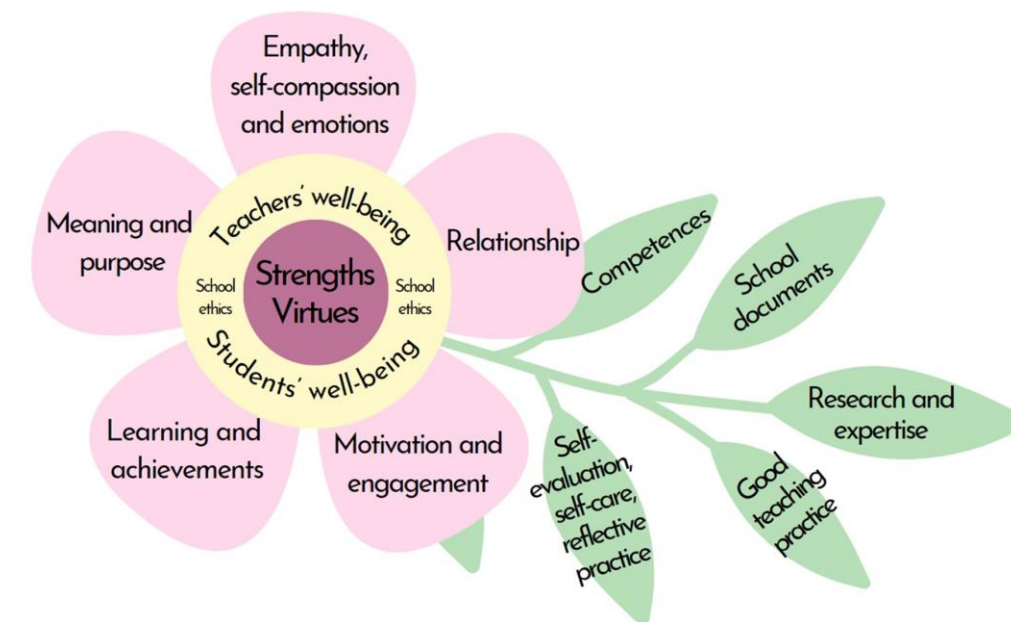 Empathy,
self-compassion
and emotions
Meaning and
purpose
Teachers' well-being
School
ethics
Strengths
Virtues
School
ethics
Students' well-being
Relationship
Learning and
achievements
Motivation and
engagement
Competences
School
documents
Research and
expertise
Self-
evaluation,
self-care,
reflective
practice
Good
teaching
practice